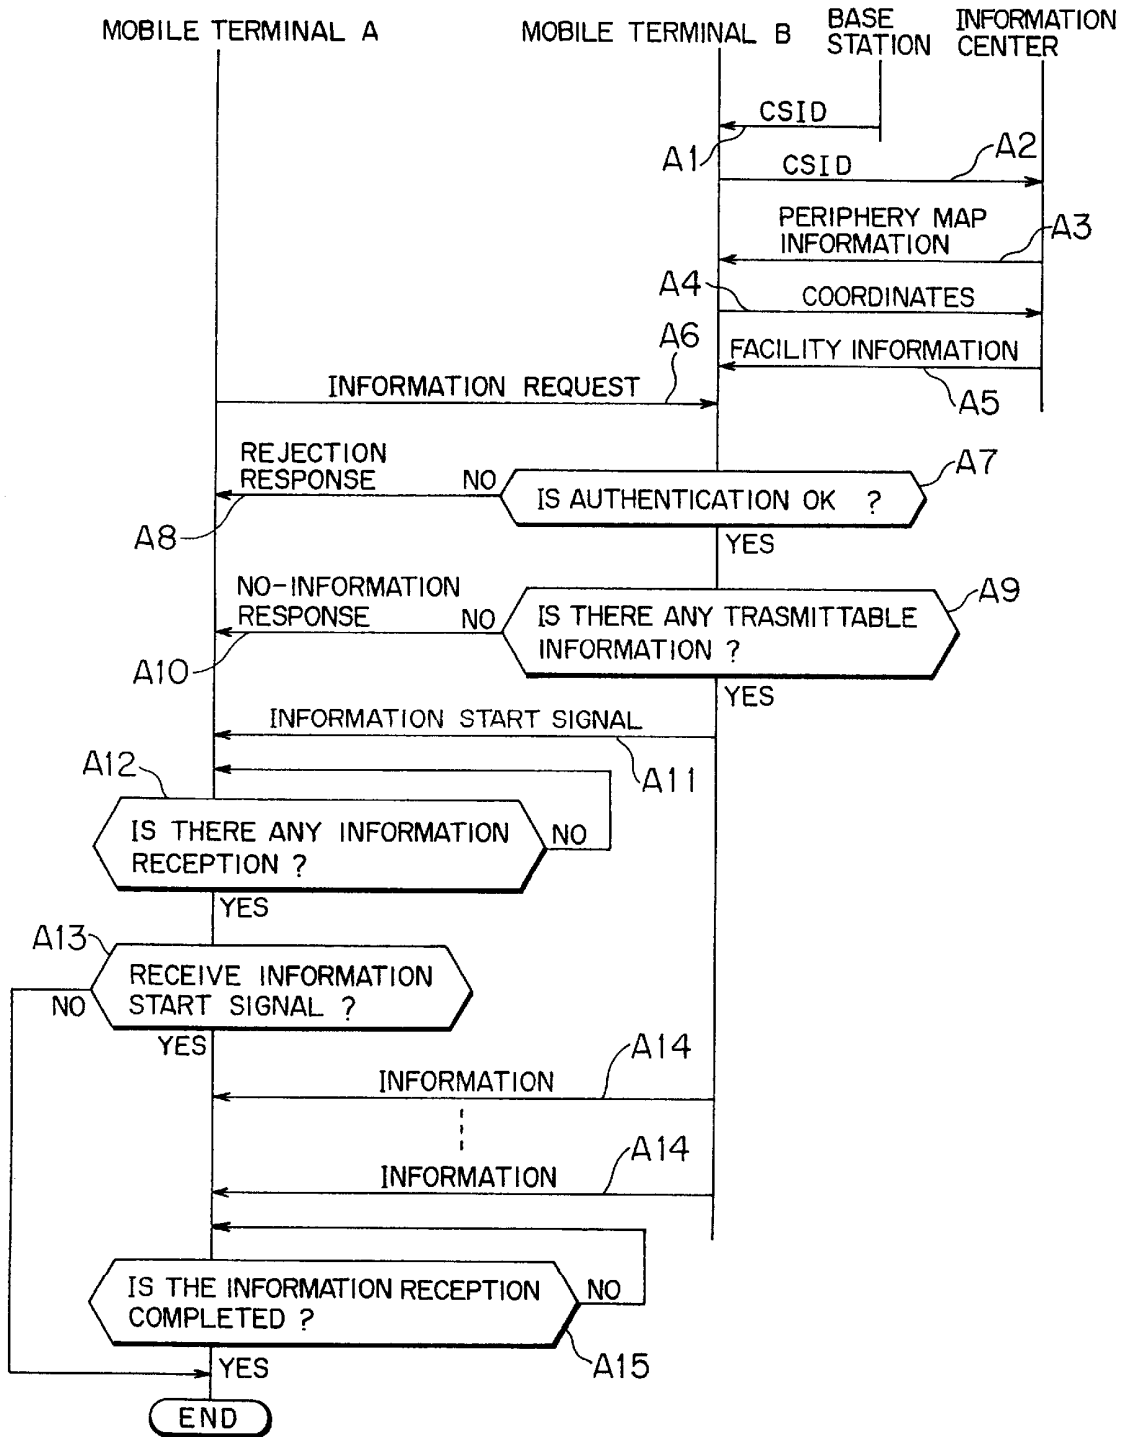 MOBILE TERMINAL A
MOBILE TERMINAL B
BASE
STATION
INFORMATION
CENTER
CSID
A1
A2
CSID
PERIPHERY MAP
INFORMATION
A3
A4
COORDINATES
A6
FACILITY INFORMATION
INFORMATION REQUEST
A5
REJECTION
RESPONSE
NO
A7
IS AUTHENTICATION OK ?
A8
YES
NO-INFORMATION
RESPONSE
NO
A9
IS THERE ANY TRASMITTABLE
INFORMATION ?
A10
YES
INFORMATION START SIGNAL
A11
A12
IS THERE ANY INFORMATION
RECEPTION ?
NO
YES
A13
RECEIVE INFORMATION
START SIGNAL ?
NO
YES
A14
INFORMATION
A14
INFORMATION
IS THE INFORMATION RECEPTION
COMPLETED ?
NO
A15
YES
END